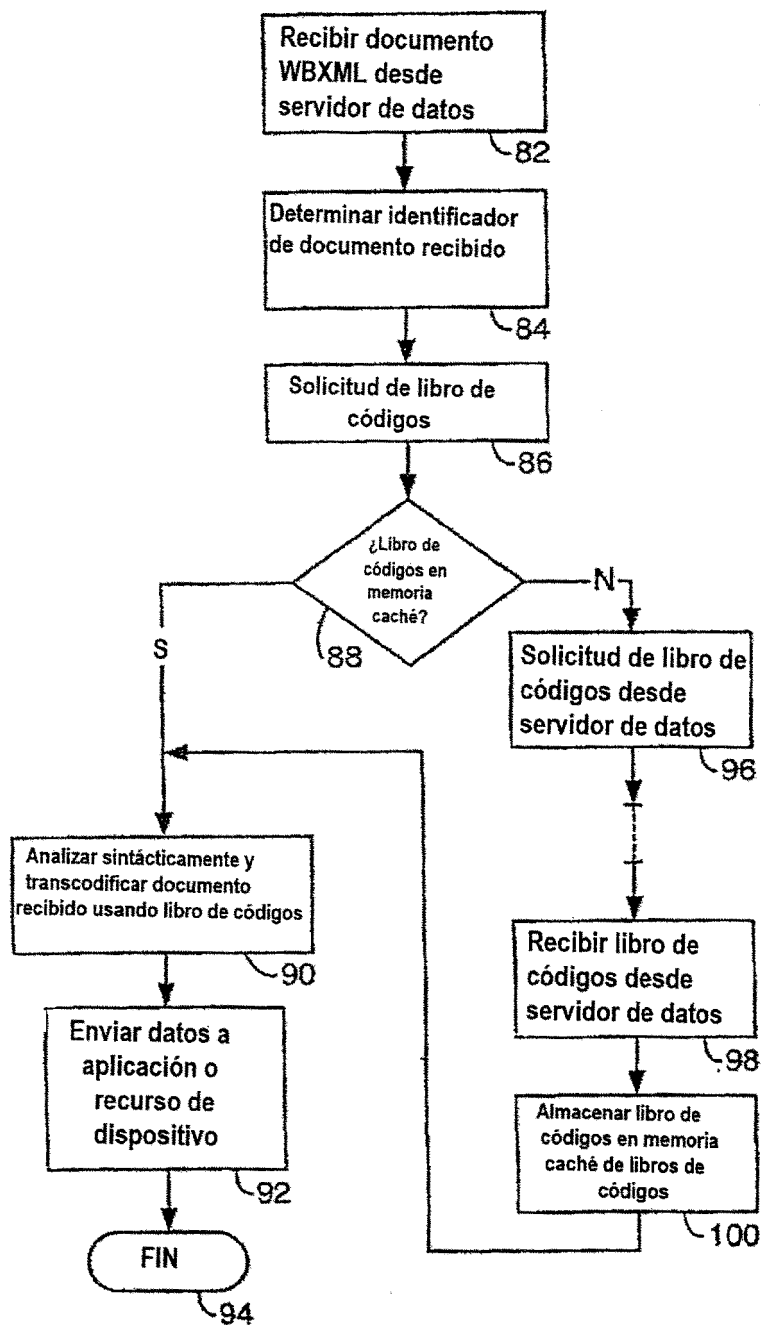 Recibir documento
WBXML desde
servidor de datos
82
Determinar identificador
de documento recibido
84
Solicitud de libro de
códigos
86
¿Libro de
códigos en
memoria
caché?
88
N
S
Solicitud de libro de
códigos desde
servidor de datos
96
Analizar sintácticamente y
transcodificar documento
recibido usando libro de códigos
90
Recibir libro de
códigos desde
servidor de datos
98
Enviar datos a
aplicación o
recurso de
dispositivo
92
Almacenar libro de
códigos en memoria
caché de libros de
códigos
100
FIN
94